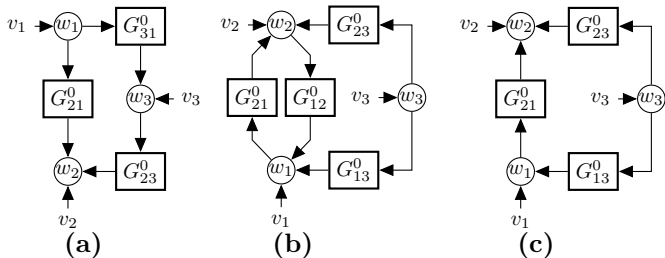 v₁ w₁ G⁰₃₁
G⁰₂₁ w₃ v₃
w₂ G⁰₂₃
v₂
(a)
v₂ w₂ G⁰₂₃
G⁰₂₁ G⁰₁₂ v₃ w₃
w₁ G⁰₁₃
v₁
(b)
v₂ w₂ G⁰₂₃
G⁰₂₁ v₃ w₃
w₁ G⁰₁₃
v₁
(c)